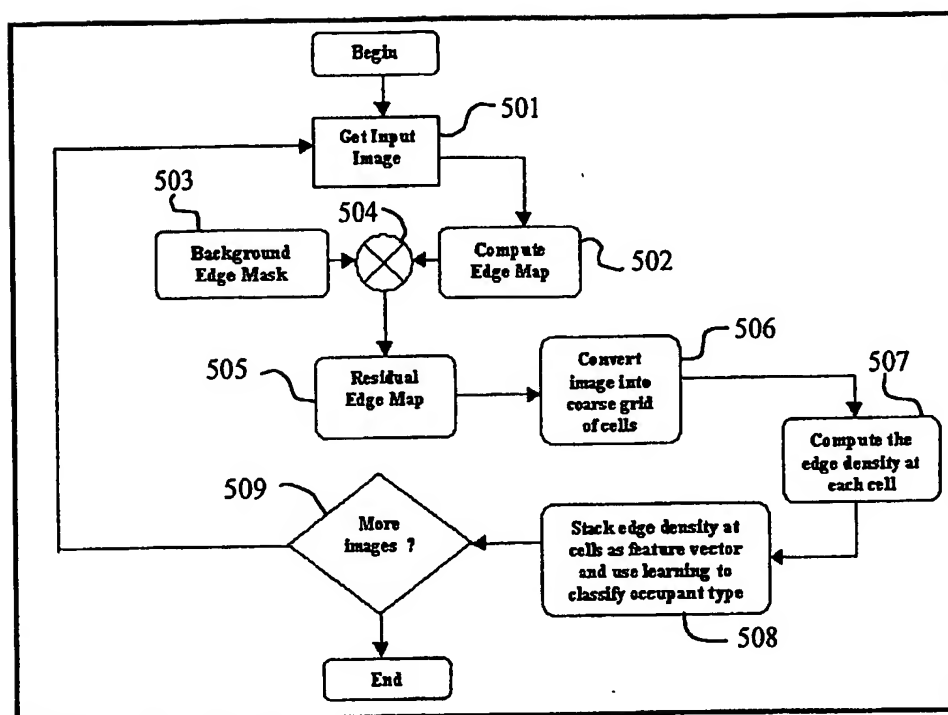 Begin
501
Get Input
Image
503
504
Background
Edge Mask
Compute
Edge Map
502
505
Residual
Edge Map
506
Convert
image into
coarse grid
of cells
507
Compute the
edge density at
each cell
509
More
images ?
Stack edge density at
cells as feature vector
and use learning to
classify occupant type
508
End